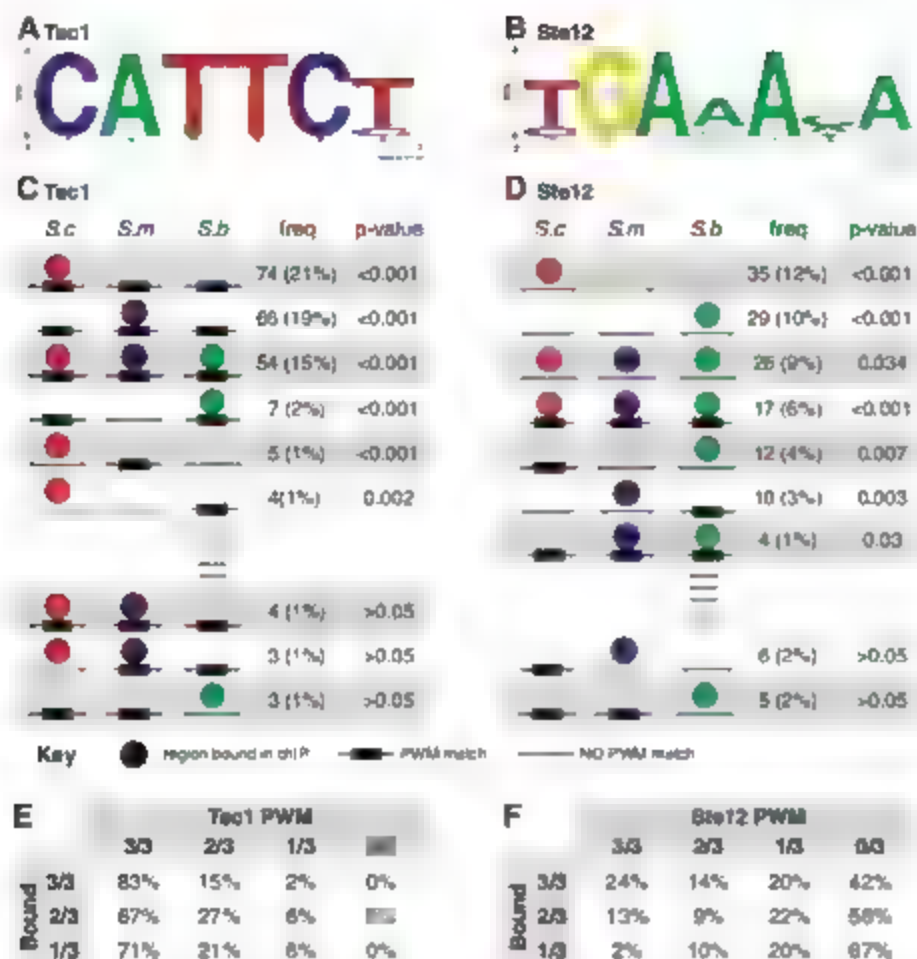 A Tec1
CATTCT
B Ste12
TGAAA A
C Tec1
S.c S.m S.b freq p-value
74 (21%) <0.001
66 (19%) <0.001
54 (15%) <0.001
7 (2%) <0.001
5 (1%) <0.001
4(1%) 0.002
4 (1%) >0.05
3 (1%) >0.05
3 (1%) >0.05
D Ste12
S.c S.m S.b freq p-value
35 (12%) <0.001
29 (10%) <0.001
26 (9%) 0.034
17 (6%) <0.001
12 (4%) 0.007
10 (3%) 0.003
4 (1%) 0.03
6 (2%) >0.05
5 (2%) >0.05
Key region bound in chIP PWM match NO PWM match
E Tec1 PWM
3/3 2/3 1/3
Bound
3/3 83% 15% 2% 0%
2/3 67% 27% 6%
1/3 71% 21% 8% 0%
F Ste12 PWM
3/3 2/3 1/3 0/3
Bound
3/3 24% 14% 20% 42%
2/3 13% 9% 22% 56%
1/3 2% 10% 20% 67%